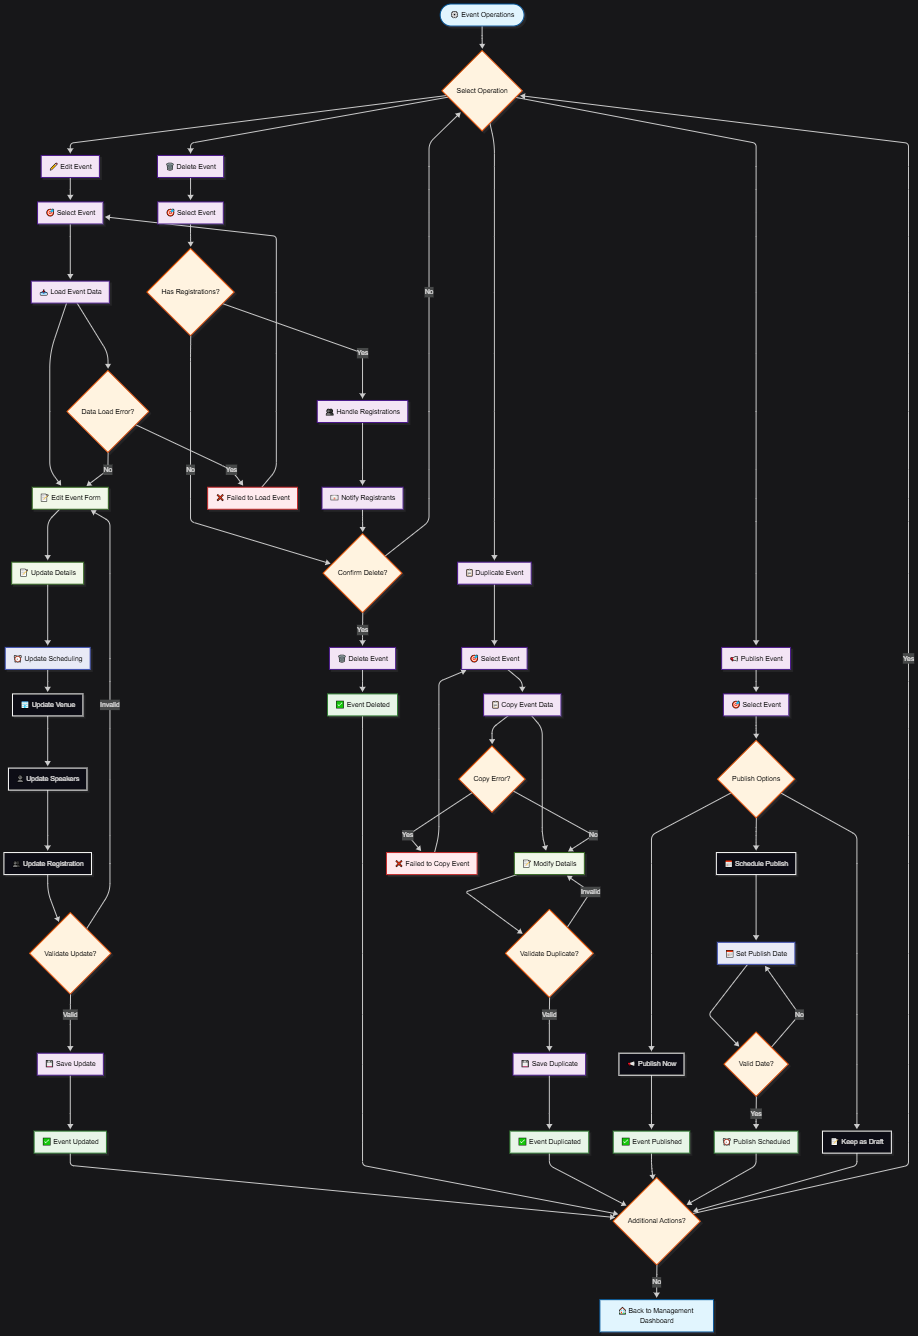 Event Operations
Select Operation
Edit Event
Delete Event
Select Event
Select Event
Load Event Data
Has Registrations?
No
Yes
Data Load Error?
Handle Registrations
No
No
Yes
Edit Event Form
Failed to Load Event
Notify Registrants
Update Details
Confirm Delete?
Duplicate Event
Yes
Update Scheduling
Delete Event
Select Event
Publish Event
Yes
Update Venue
Invalid
Event Deleted
Copy Event Data
Select Event
Update Speakers
Copy Error?
Publish Options
Yes
No
Update Registration
Failed to Copy Event
Modify Details
Schedule Publish
Invalid
Validate Update?
Validate Duplicate?
Set Publish Date
Valid
Valid
No
Save Update
Save Duplicate
Publish Now
Valid Date?
Yes
Event Updated
Event Duplicated
Event Published
Publish Scheduled
Keep as Draft
Additional Actions?
No
Back to Management
Dashboard